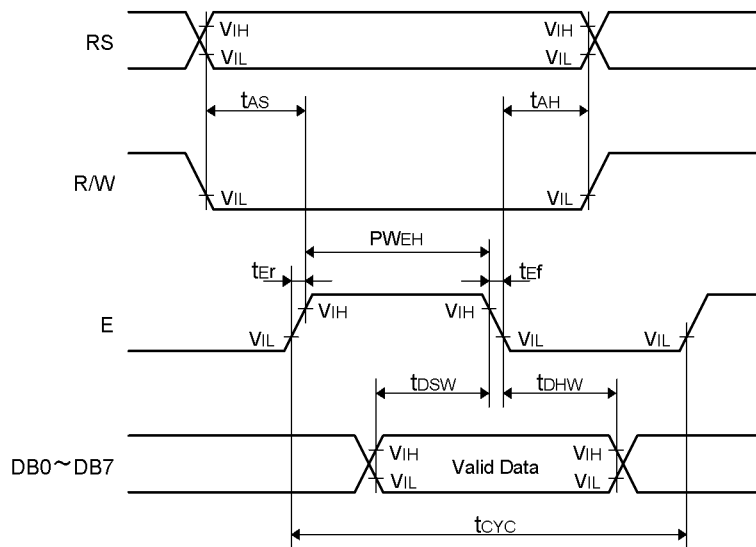 RS VIH VIH
VIL VIL
tAS tAH
R/W VIL VIL
PWEH
tEr tEf
E VIH VIH
VIL VIL VIL
tDSW tDHW
DB0～DB7 VIH Valid Data VIH
VIL VIL
tCYC